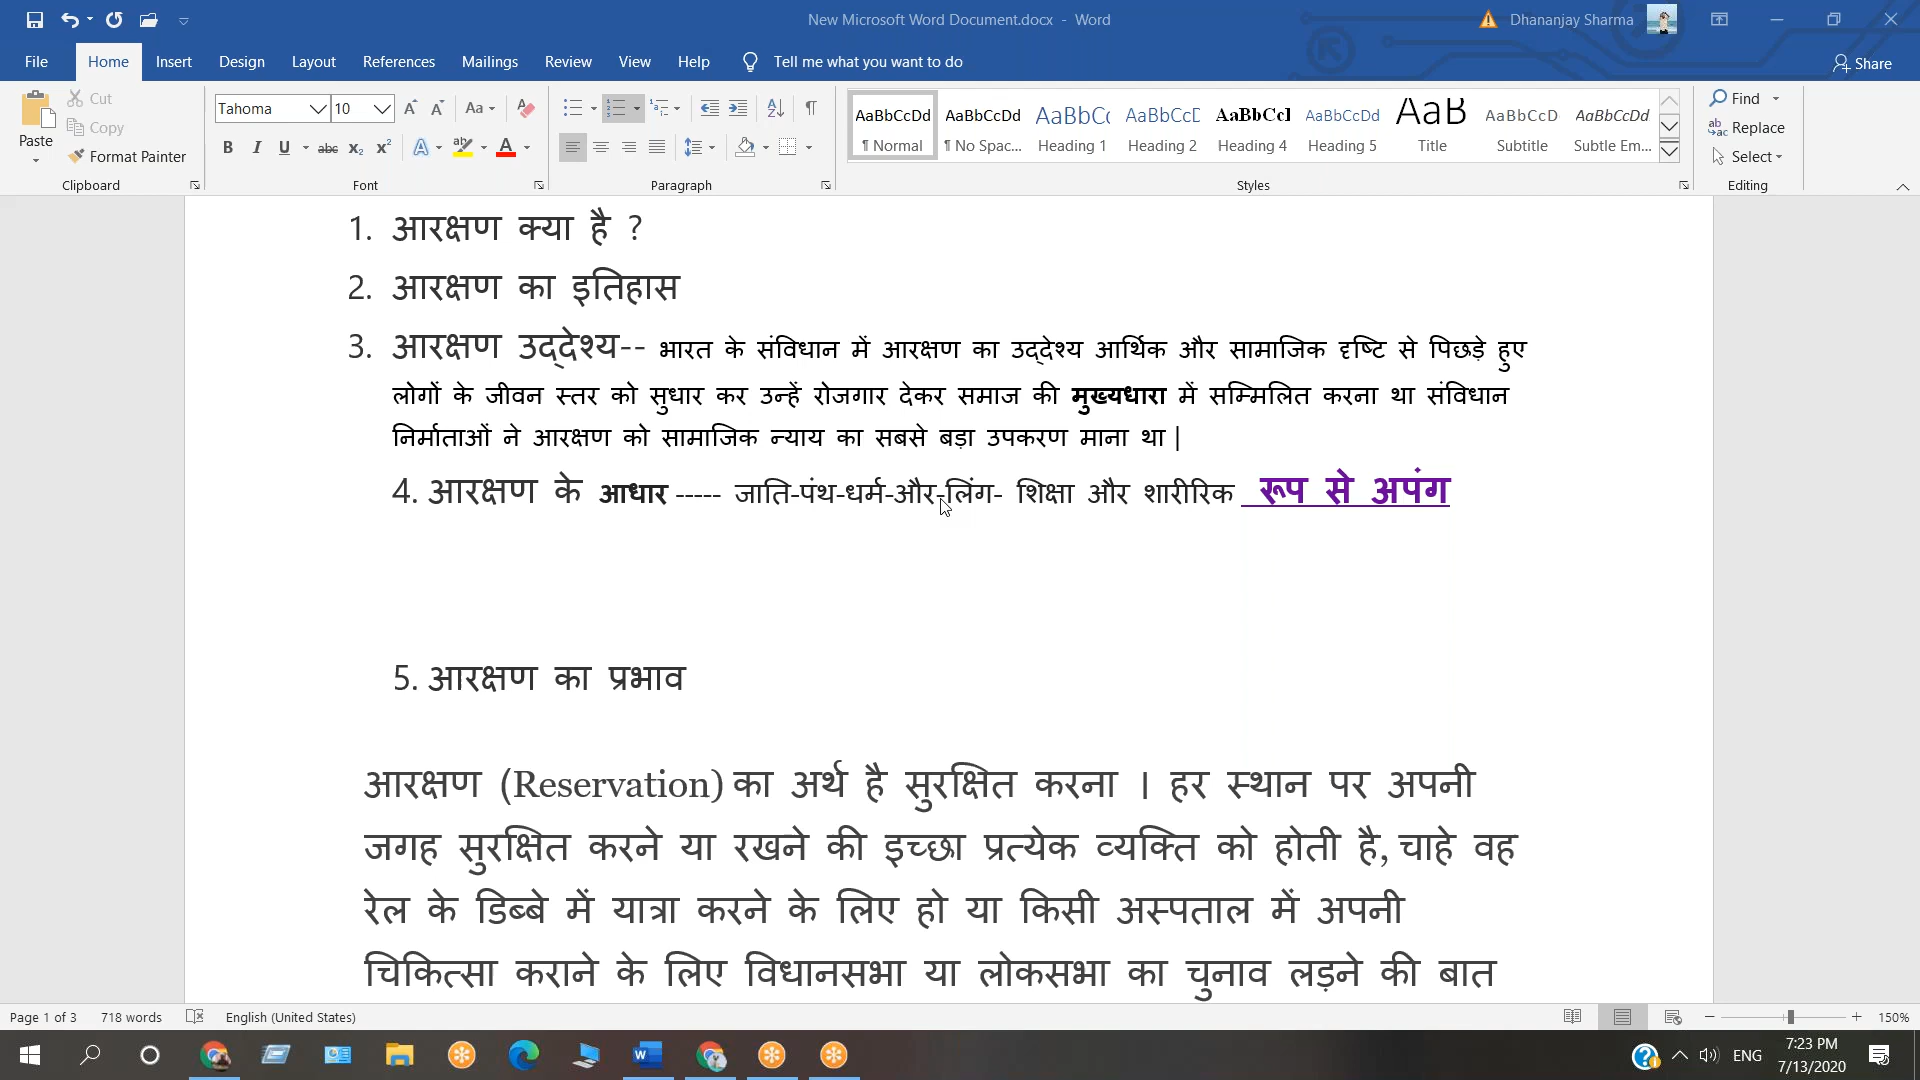 New Microsoft Word Document.docx - Word
Dhananjay Sharma
File Home Insert Design Layout References Mailings Review View Help Tell me what you want to do
Share
Paste
Cut
Copy
Format Painter
Clipboard
Tahoma 10
Font
Paragraph
AaBbCcDd AaBbCcDd AaBbCc AaBbCcD AaBbCcI AaBbCcDd AaB AaBbCcD AaBbCcDd
¶ Normal ¶ No Spac... Heading 1 Heading 2 Heading 4 Heading 5 Title Subtitle Subtle Em...
Styles
Find
Replace
Select
Editing
1. आरक्षण क्या है ?
2. आरक्षण का इतिहास
3. आरक्षण उद्देश्य-- भारत के संविधान में आरक्षण का उद्देश्य आर्थिक और सामाजिक दृष्टि से पिछड़े हुए
लोगों के जीवन स्तर को सुधार कर उन्हें रोजगार देकर समाज की मुख्यधारा में सम्मिलित करना था संविधान
निर्माताओं ने आरक्षण को सामाजिक न्याय का सबसे बड़ा उपकरण माना था |
4. आरक्षण के आधार ----- जाति-पंथ-धर्म-और-लिंग- शिक्षा और शारीरिक रूप से अपंग
5. आरक्षण का प्रभाव
आरक्षण (Reservation) का अर्थ है सुरक्षित करना । हर स्थान पर अपनी
जगह सुरक्षित करने या रखने की इच्छा प्रत्येक व्यक्ति को होती है, चाहे वह
रेल के डिब्बे में यात्रा करने के लिए हो या किसी अस्पताल में अपनी
चिकित्सा कराने के लिए विधानसभा या लोकसभा का चुनाव लड़ने की बात
Page 1 of 3 718 words English (United States) 150%
ENG
7:23 PM
7/13/2020